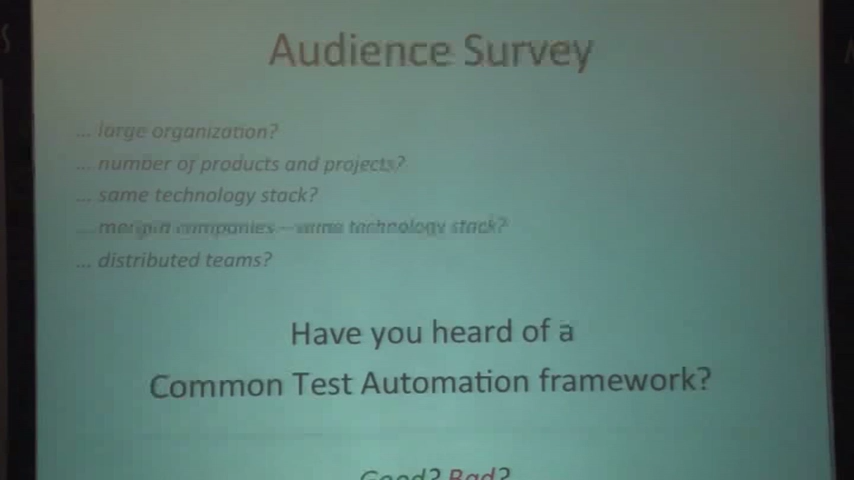 Audience Survey
... large organization?
... number of products and projects?
... same technology stack?
... companies – same technology stack?
... distributed teams?
Have you heard of a
Common Test Automation framework?
Good? Bad?